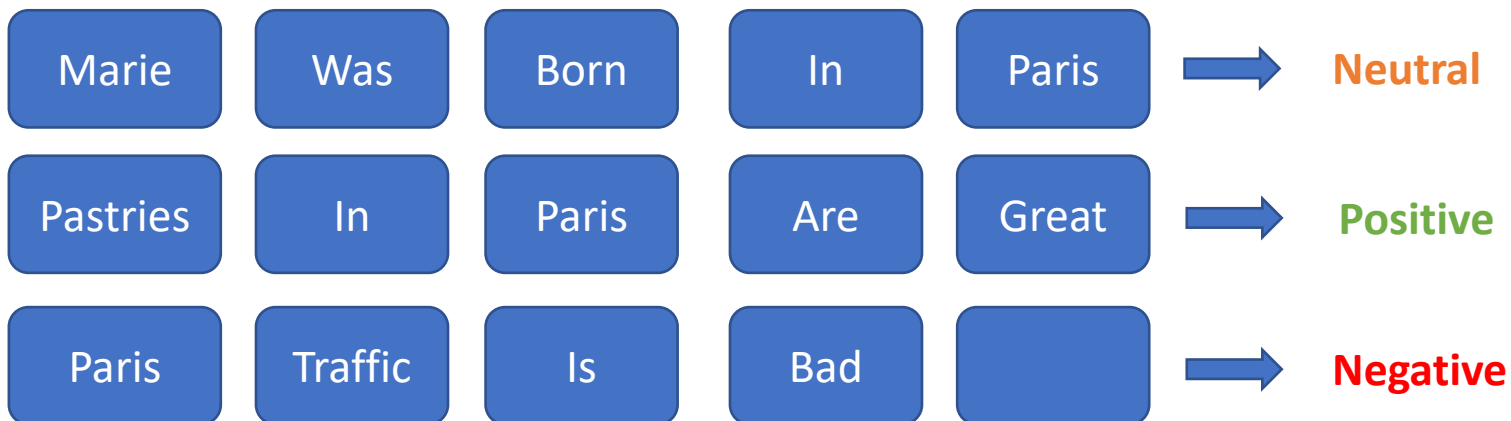 Marie Was Born In Paris Neutral
Pastries In Paris Are Great Positive
Paris Traffic Is Bad Negative